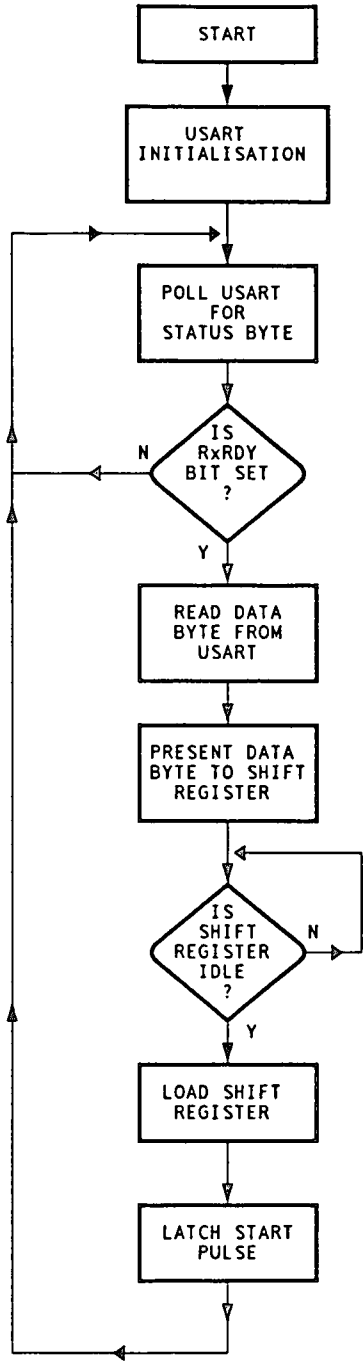 START
USART
INITIALISATION
POLL USART
FOR
STATUS BYTE
IS
RxRDY
BIT SET
?
N
Y
READ DATA
BYTE FROM
USART
PRESENT DATA
BYTE TO SHIFT
REGISTER
IS
SHIFT
REGISTER
IDLE
?
N
Y
LOAD SHIFT
REGISTER
LATCH START
PULSE